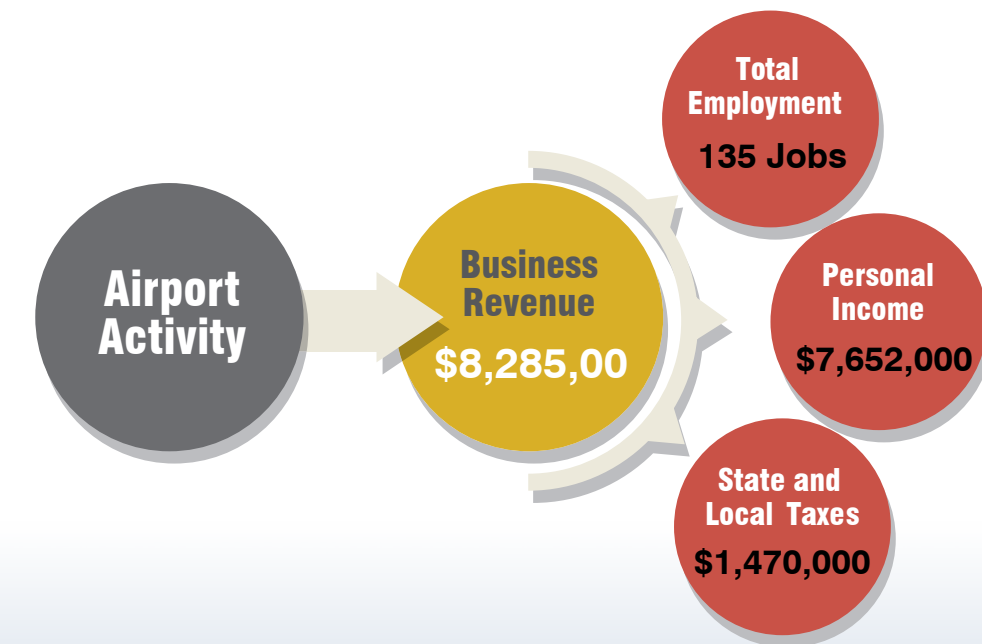 Airport
Activity
Business
Revenue
$8,285,00
Total
Employment
135 Jobs
Personal
Income
$7,652,000
State and
Local Taxes
$1,470,000